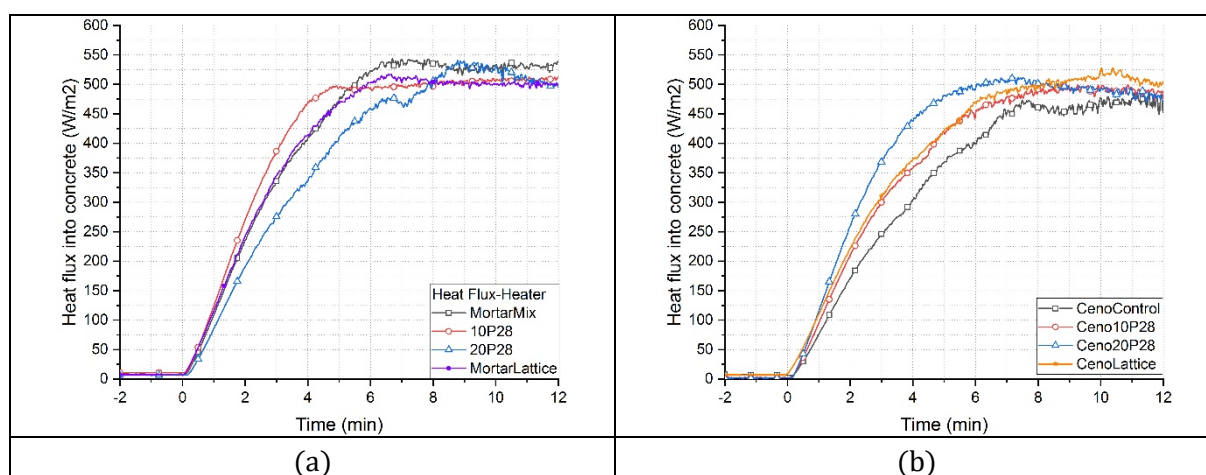 600
550
500
450
400
350
300
250
200
150
100
50
0
Heat flux into concrete (W/m2)
Heat Flux-Heater
MortarMix
10P28
20P28
MortarLattice
-2 0 2 4 6 8 10 12
Time (min)
(a)
600
550
500
450
400
350
300
250
200
150
100
50
0
Heat flux into concrete (W/m2)
CenoControl
Ceno10P28
Ceno20P28
CenoLattice
-2 0 2 4 6 8 10 12
Time (min)
(b)